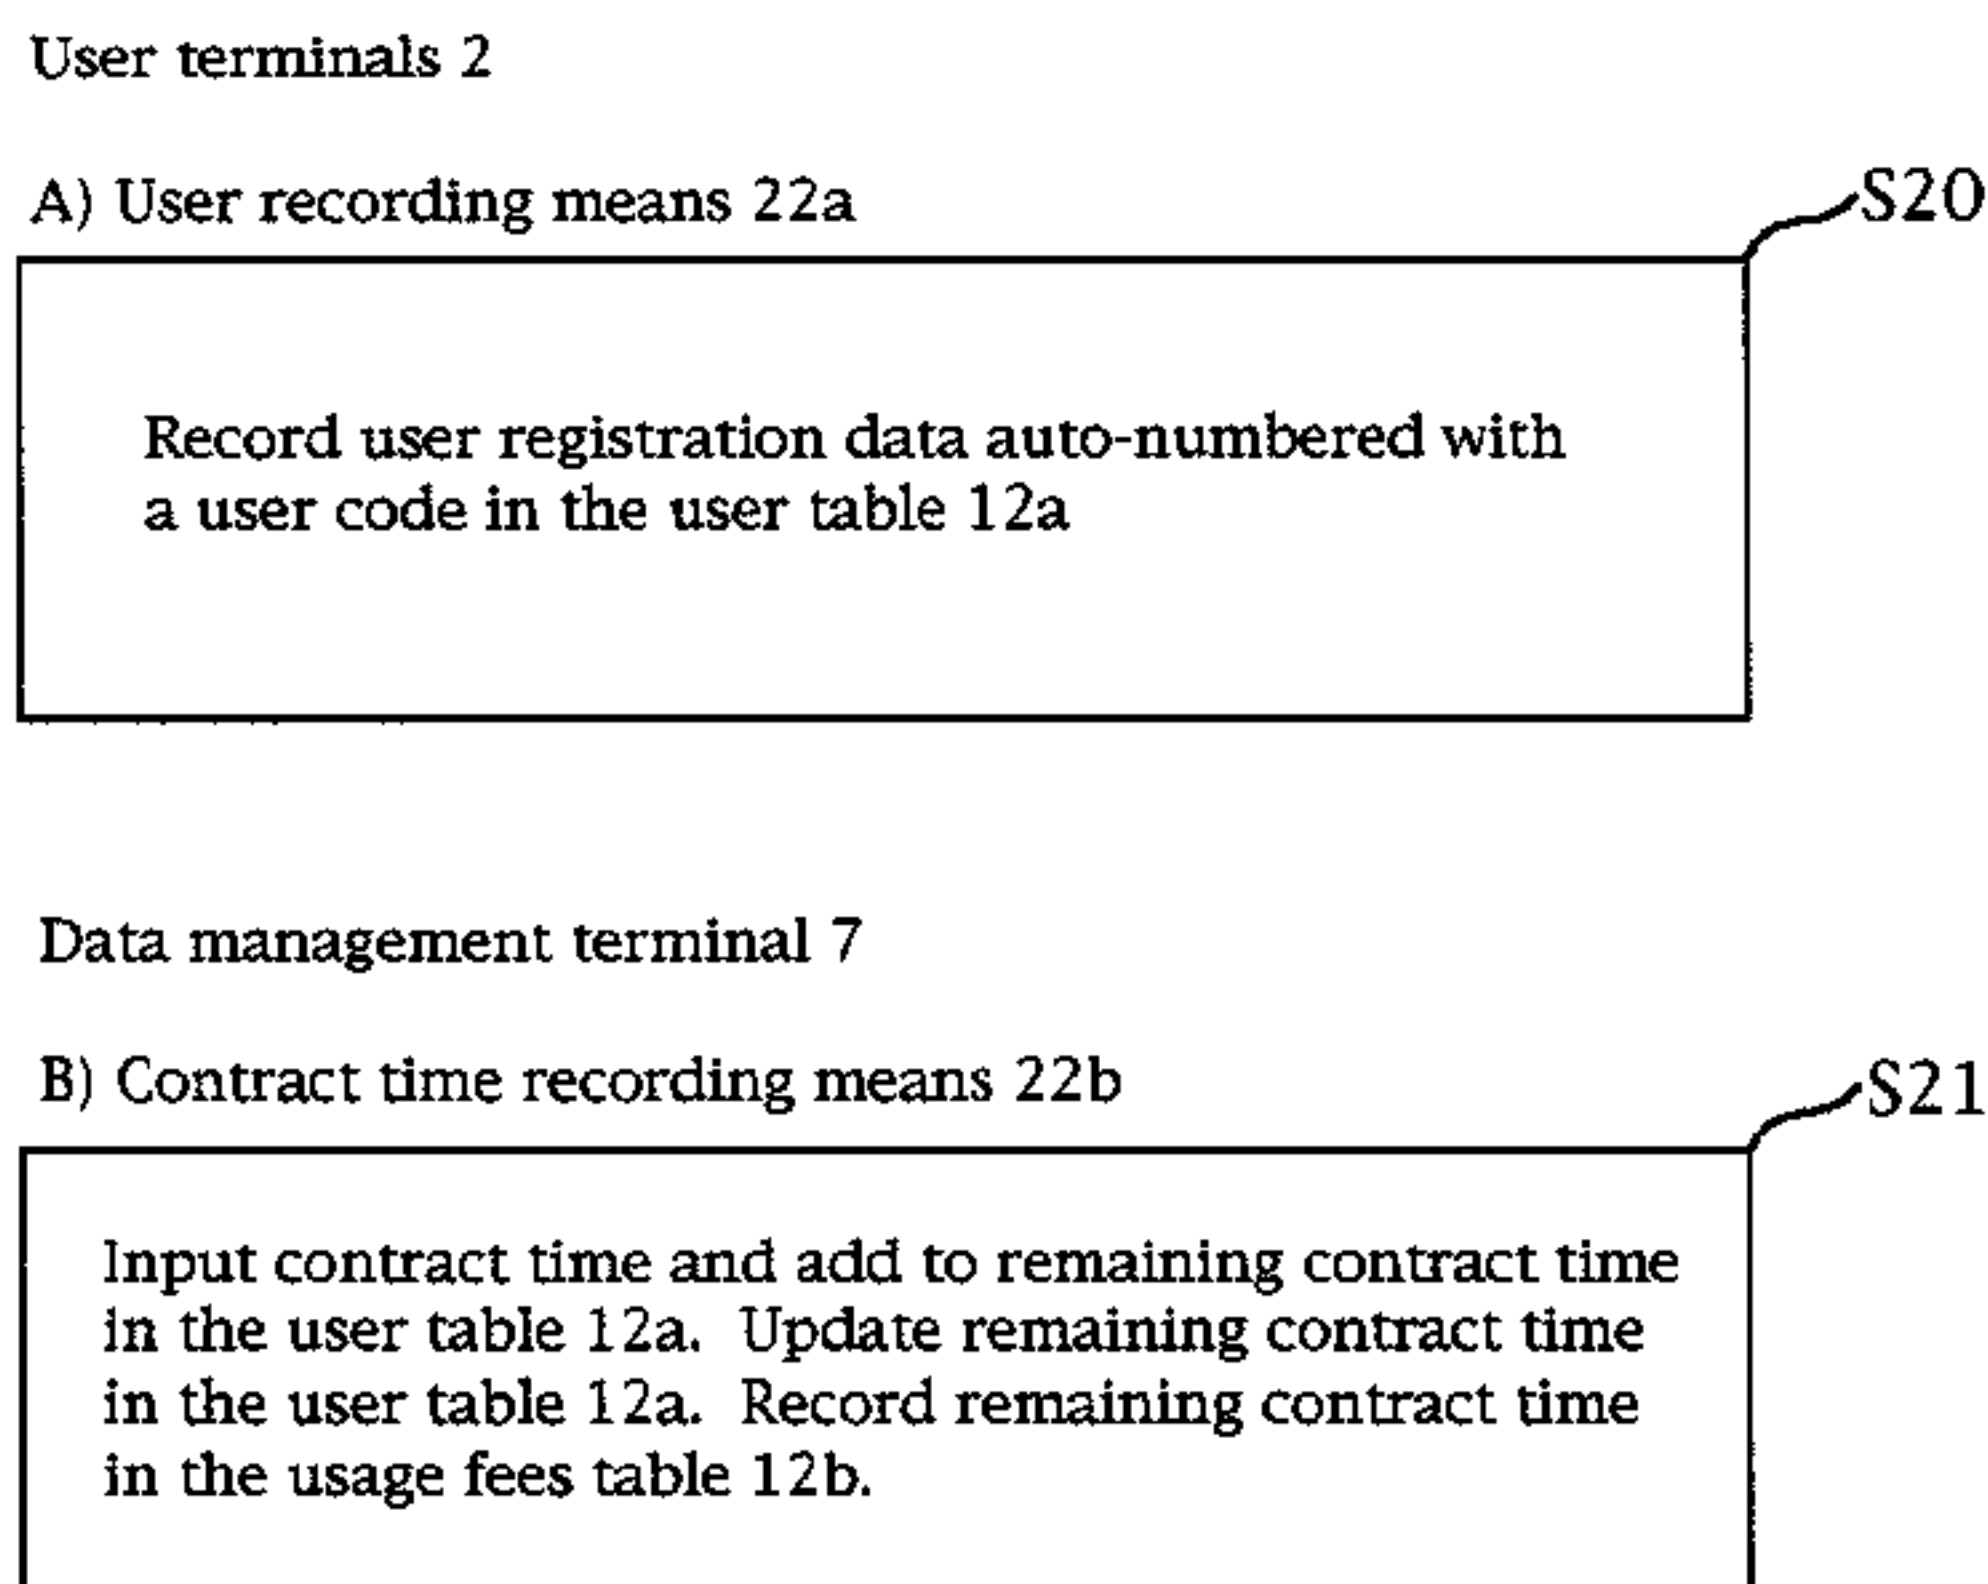 User terminals 2
A) User recording means 22a
S20
Record user registration data auto-numbered with
a user code in the user table 12a
Data management terminal 7
B) Contract time recording means 22b
S21
Input contract time and add to remaining contract time
in the user table 12a.  Update remaining contract time
in the user table 12a.  Record remaining contract time
in the usage fees table 12b.